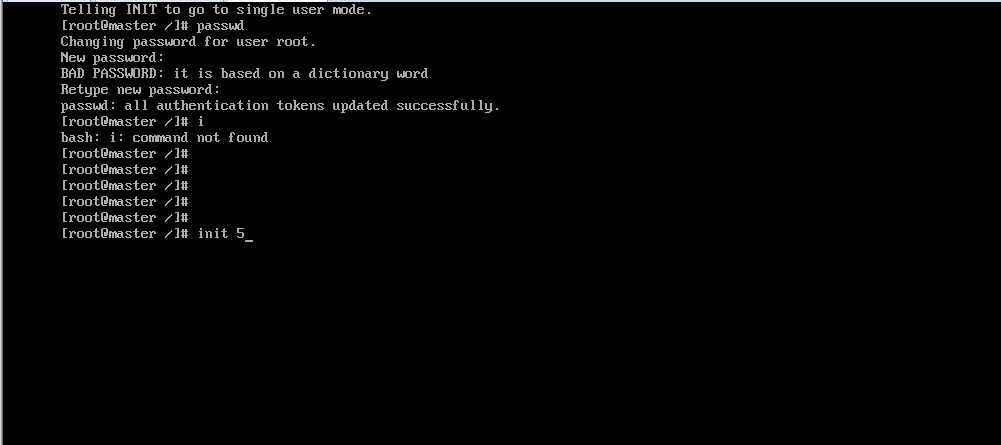 Telling INIT to go to single user mode.
[root@master /]# passwd
Changing password for user root.
New password:
BAD PASSWORD: it is based on a dictionary word
Retype new password:
passwd: all authentication tokens updated successfully.
[root@master /]# i
bash: i: command not found
[root@master /]#
[root@master /]#
[root@master /]#
[root@master /]#
[root@master /]#
[root@master /]# init 5_